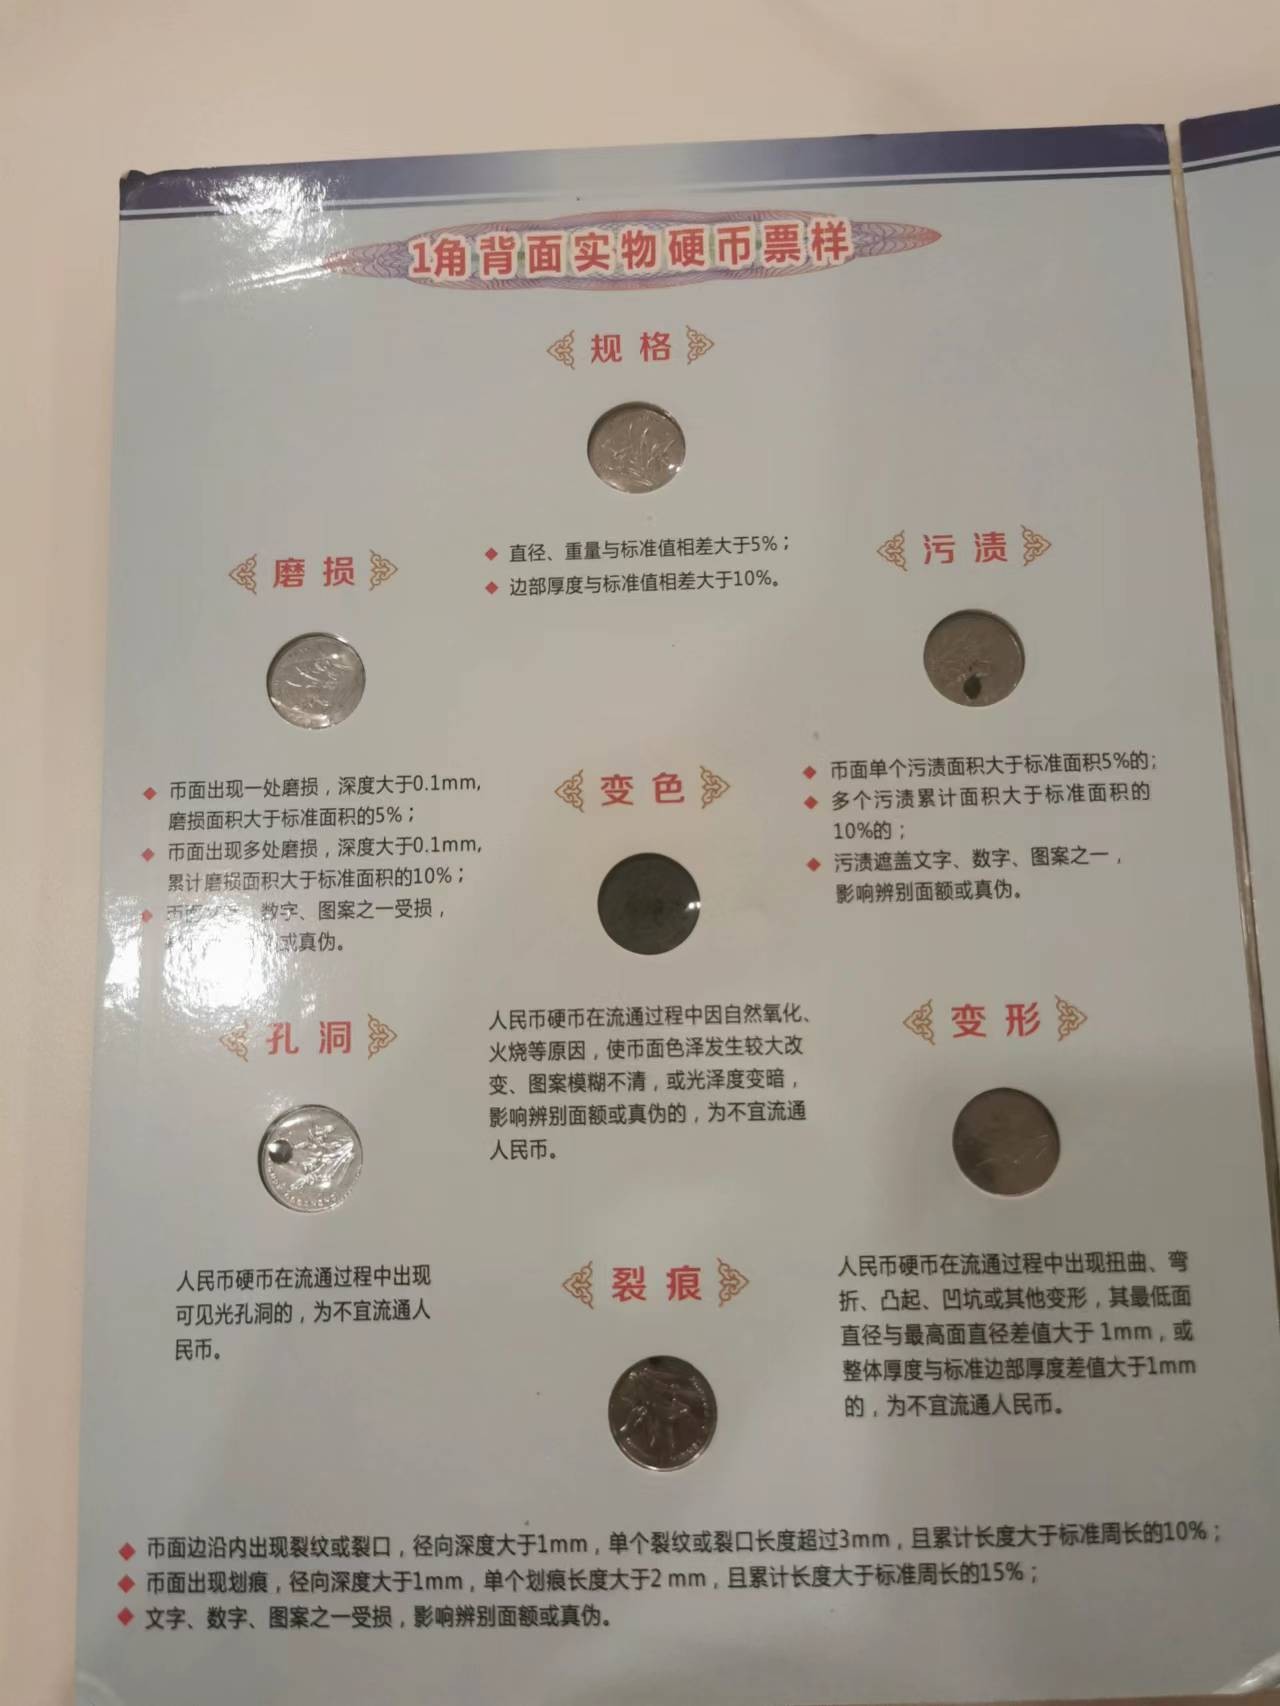 1角背面实物硬币票样
规格
◆ 直径、重量与标准值相差大于5%；
◆ 边部厚度与标准值相差大于10%。
磨损
◆ 币面出现一处磨损，深度大于0.1mm,
磨损面积大于标准面积的5%；
◆ 币面出现多处磨损，深度大于0.1mm,
累计磨损面积大于标准面积的10%；
◆ 币面 数字、图案之一受损，
或真伪。
污渍
◆ 币面单个污渍面积大于标准面积5%的；
◆ 多个污渍累计面积大于标准面积的
10%的；
◆ 污渍遮盖文字、数字、图案之一，
影响辨别面额或真伪。
变色
人民币硬币在流通过程中因自然氧化、
火烧等原因，使币面色泽发生较大改
变、图案模糊不清，或光泽度变暗，
影响辨别面额或真伪的，为不宜流通
人民币。
孔洞
人民币硬币在流通过程中出现
可见光孔洞的，为不宜流通人
民币。
变形
人民币硬币在流通过程中出现扭曲、弯
折、凸起、凹坑或其他变形，其最低面
直径与最高面直径差值大于 1mm，或
整体厚度与标准边部厚度差值大于1mm
的，为不宜流通人民币。
裂痕
◆ 币面边沿内出现裂纹或裂口，径向深度大于1mm，单个裂纹或裂口长度超过3mm，且累计长度大于标准周长的10%；
◆ 币面出现划痕，径向深度大于1mm，单个划痕长度大于2 mm，且累计长度大于标准周长的15%；
◆ 文字、数字、图案之一受损，影响辨别面额或真伪。